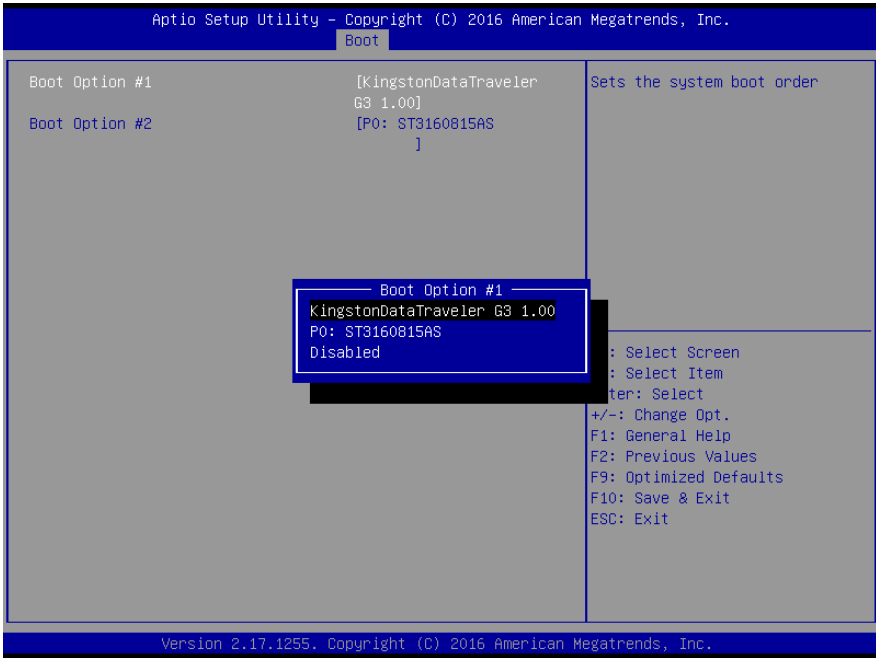 Aptio Setup Utility – Copyright (C) 2016 American Megatrends, Inc.
Boot
Boot Option #1 [KingstonDataTraveler
G3 1.00]
Boot Option #2 [P0: ST3160815AS
]
Sets the system boot order
Boot Option #1
KingstonDataTraveler G3 1.00
P0: ST3160815AS
Disabled
: Select Screen
: Select Item
ter: Select
+/-: Change Opt.
F1: General Help
F2: Previous Values
F9: Optimized Defaults
F10: Save & Exit
ESC: Exit
Version 2.17.1255. Copyright (C) 2016 American Megatrends, Inc.